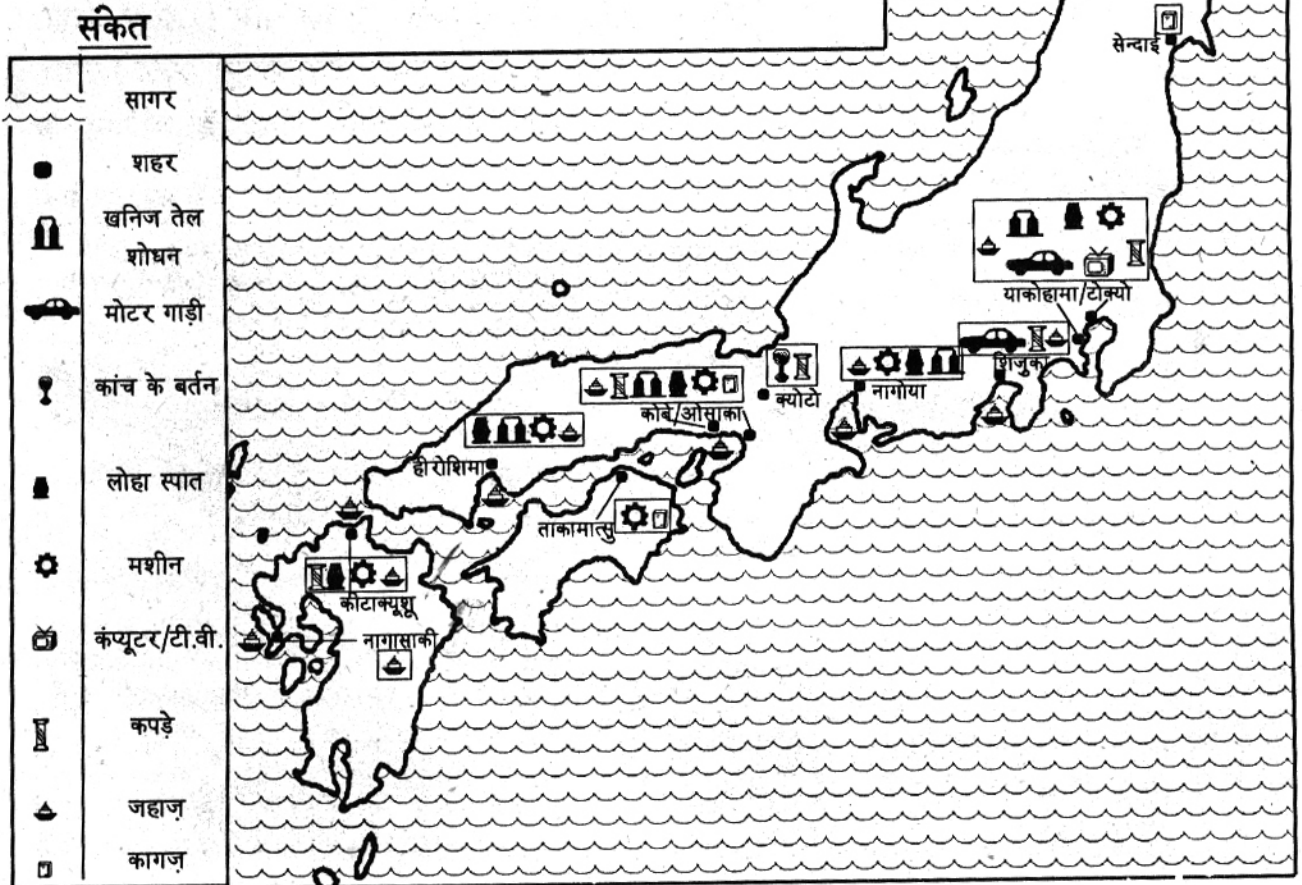 संकेत
सागर
शहर
खनिज तेल
शोधन
मोटर गाड़ी
कांच के बर्तन
लोहा स्पात
मशीन
कंप्यूटर/टी.वी.
कपड़े
जहाज़
कागज़
सेन्दाई
याकोहामा/टोक्यो
शिजुका
नागोया
क्योटो
कोबे/ओसाका
हीरोशिमा
ताकामात्सु
कीटाक्यूशू
नागासाकी